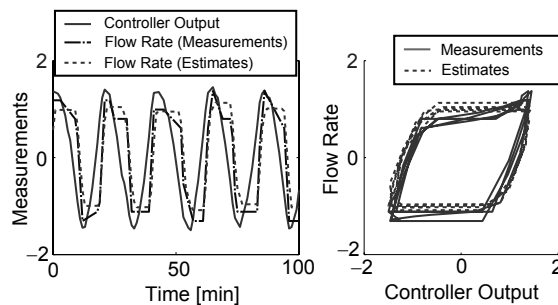 Controller Output
Flow Rate (Measurements)
Flow Rate (Estimates)
2
0
−2
Measurements
0
50
100
Time [min]
Measurements
Estimates
2
0
−2
Flow Rate
−2
0
2
Controller Output